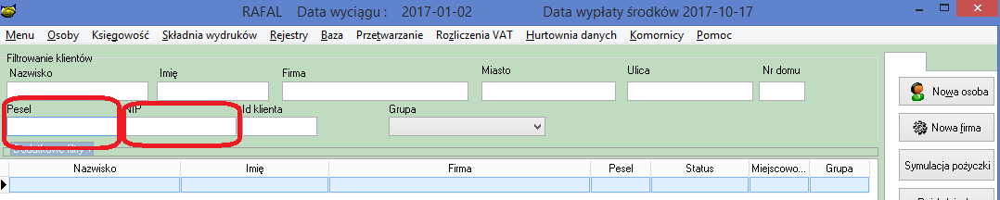 RAFAL Data wyciągu : 2017-01-02 Data wypłaty środków 2017-10-17
Menu Osoby Księgowość Składnia wydruków Rejestry Baza Przetwarzanie Rozliczenia VAT Hurtownia danych Komornicy Pomoc
Filtrowanie klientów
Nazwisko Imię Firma Miasto Ulica Nr domu
Pesel NIP Id klienta Grupa
Dodatkowe filtry
Nazwisko Imię Firma Pesel Status Miejscowo... Grupa
Nowa osoba
Nowa firma
Symulacja pożyczki